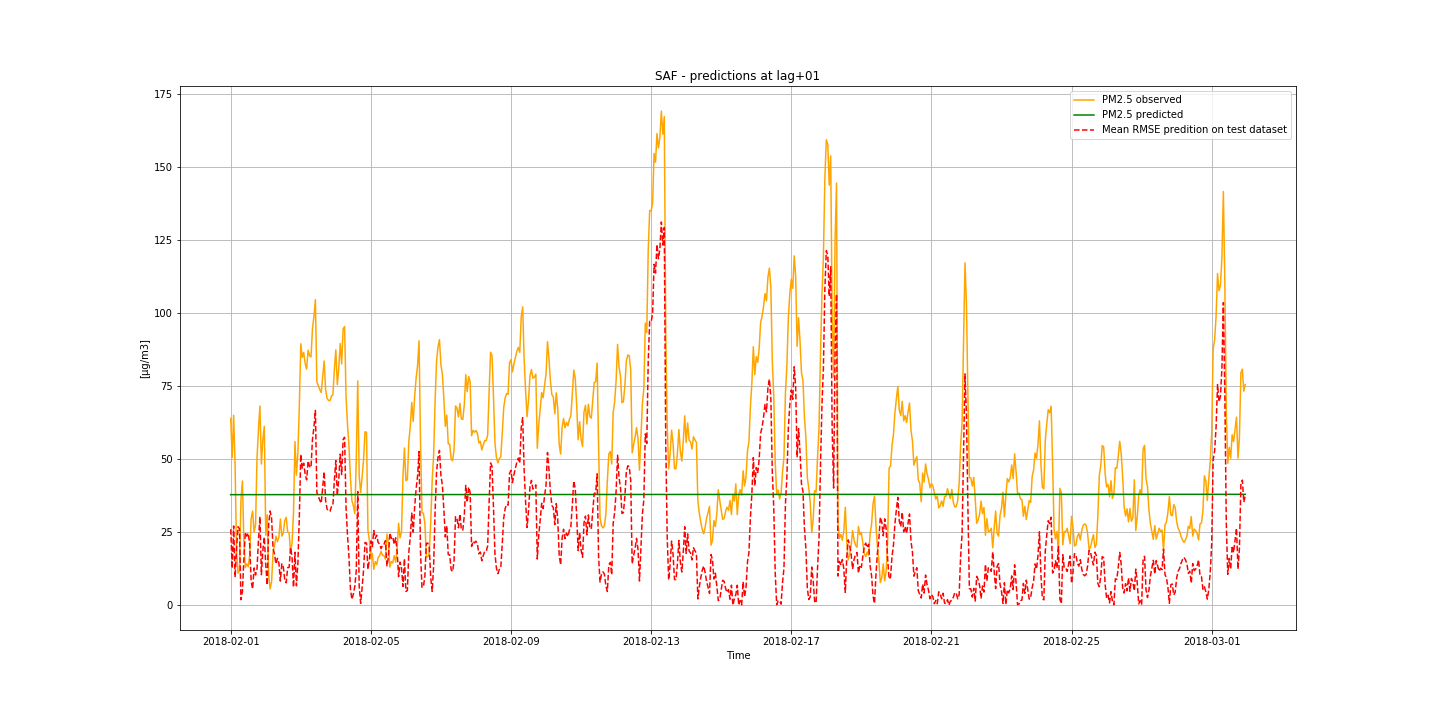 SAF - predictions at lag+01
PM2.5 observed
PM2.5 predicted
Mean RMSE predition on test dataset
175
150
125
100
75
50
25
0
[µg/m3]
2018-02-01
2018-02-05
2018-02-09
2018-02-13
2018-02-17
2018-02-21
2018-02-25
2018-03-01
Time